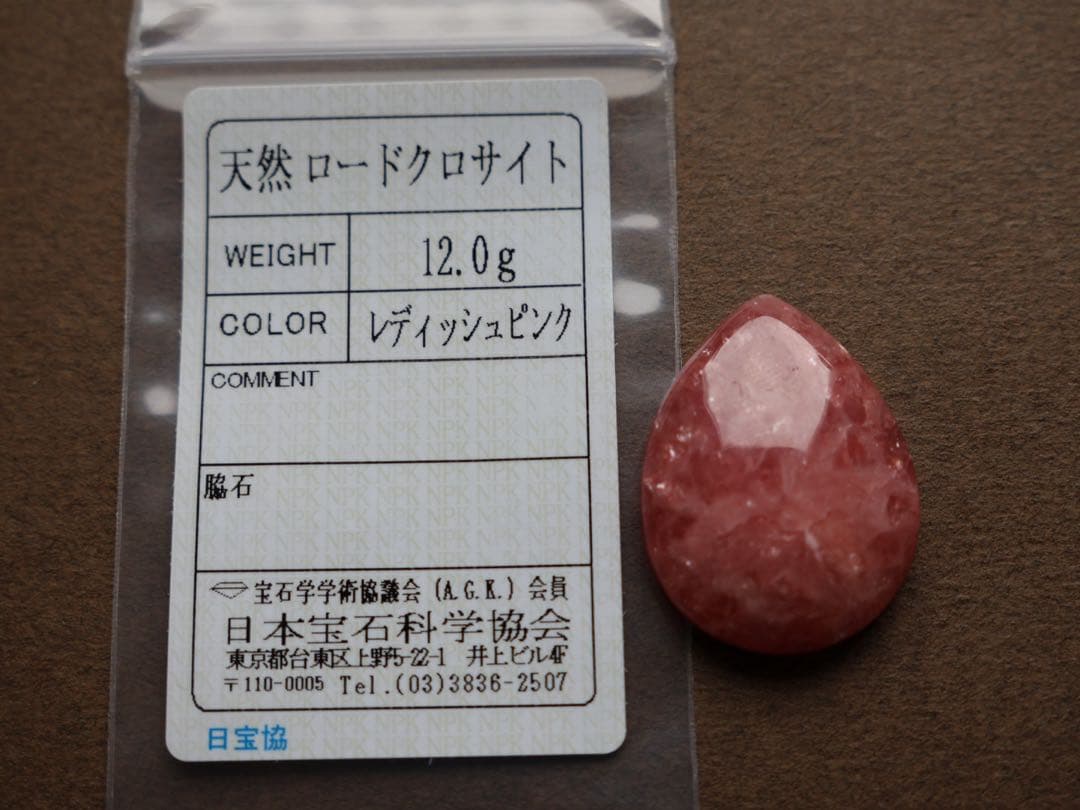 天然 ロードクロサイト
WEIGHT 12.0g
COLOR レディッシュピンク
COMMENT
脇石
宝石学学術協議会 (A.G.K.) 会員
日本宝石科学協会
東京都台東区上野5-22-1 井上ビル4F
〒110-0005 Tel.(03)3836-2507
日宝協